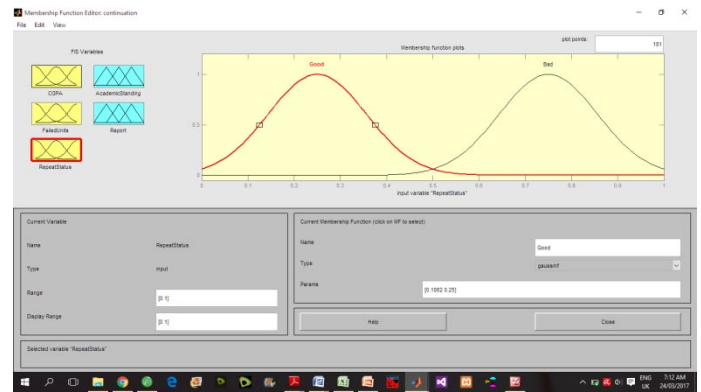 Membership Function Editor: continuation
File Edit View
FIS Variables
CGPA
AcademicStanding
FailedUnits
Report
RepeatStatus
Membership function plots
plot points:
181
Good
Bad
1
0.5
0
0 0.1 0.2 0.3 0.4 0.5 0.6 0.7 0.8 0.9 1
input variable "RepeatStatus"
Current Variable
Name RepeatStatus
Type input
Range [0 1]
Display Range [0 1]
Current Membership Function (click on MF to select)
Name Good
Type gaussmf
Params [0.1062 0.25]
Help Close
Selected variable "RepeatStatus"
ENG
UK
7:12 AM
24/03/2017